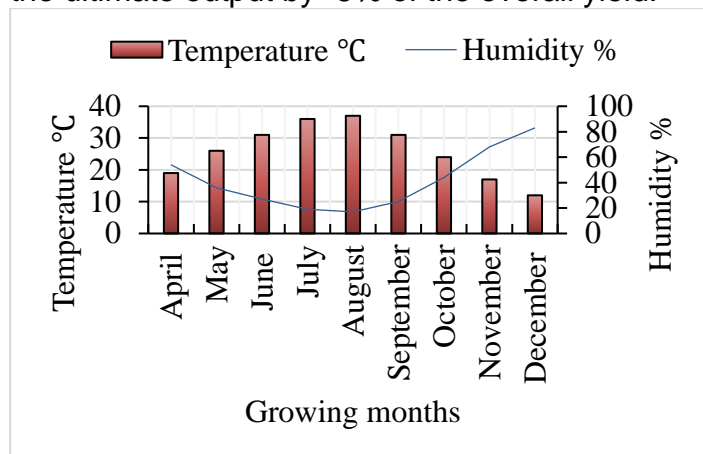 the ultimate output by 5% of the overall yield.
Temperature °C
Humidity %
40
30
20
10
0
100
80
60
40
20
0
Temperature °C
Humidity %
April
May
June
July
August
September
October
November
December
Growing months